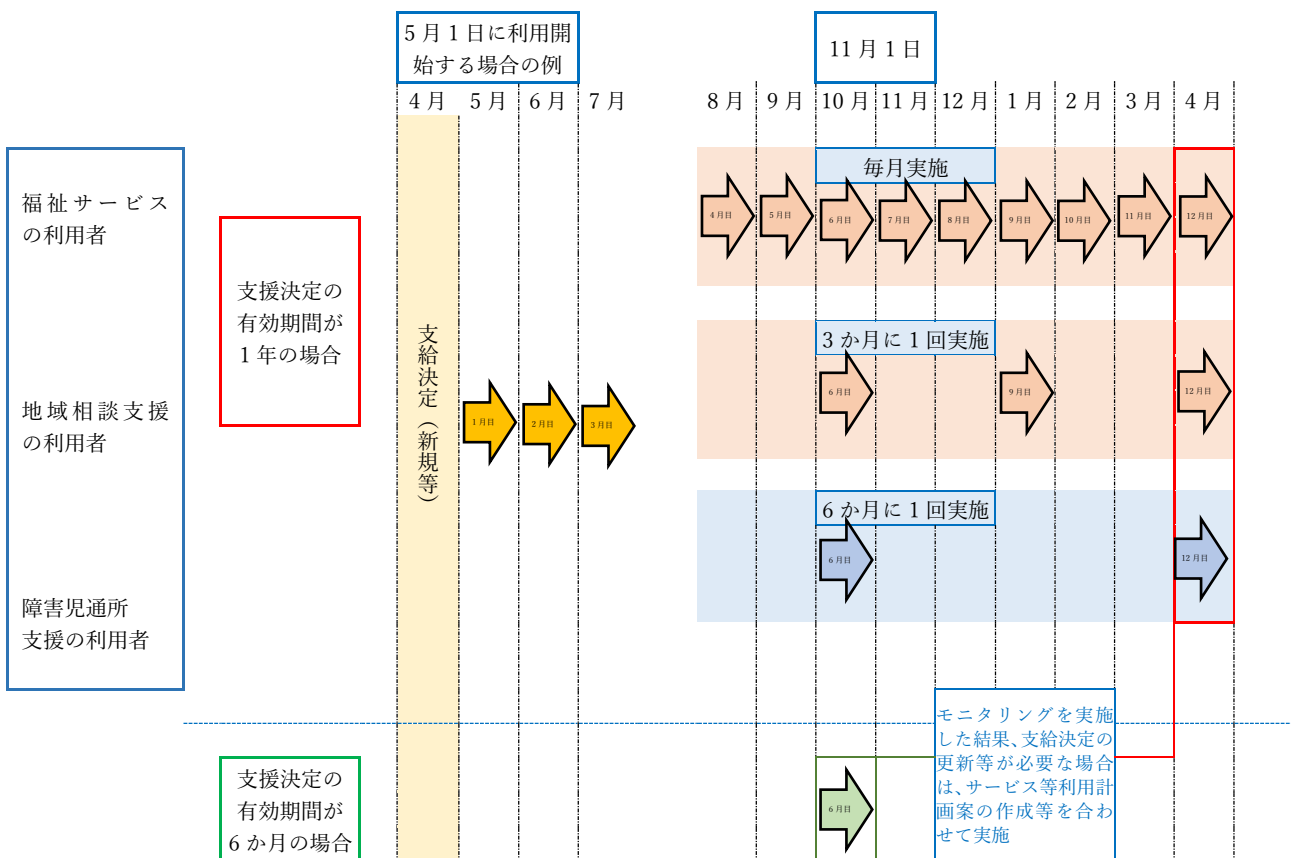 5月1日に利用開
始する場合の例
11月1日
4月 5月 6月 7月 8月 9月 10月 11月 12月 1月 2月 3月 4月
福祉サービス
の利用者
地域相談支援
の利用者
障害児通所
支援の利用者
支援決定の
有効期間が
1年の場合
支給決定（新規等）
1月目
2月目
3月目
毎月実施
4月目
5月目
6月目
7月目
8月目
9月目
10月目
11月目
12月目
3か月に1回実施
6月目
9月目
12月目
6か月に1回実施
6月目
12月目
支援決定の
有効期間が
6か月の場合
6月目
モニタリングを実施
した結果、支給決定の
更新等が必要な場合
は、サービス等利用計
画案の作成等を合わ
せて実施